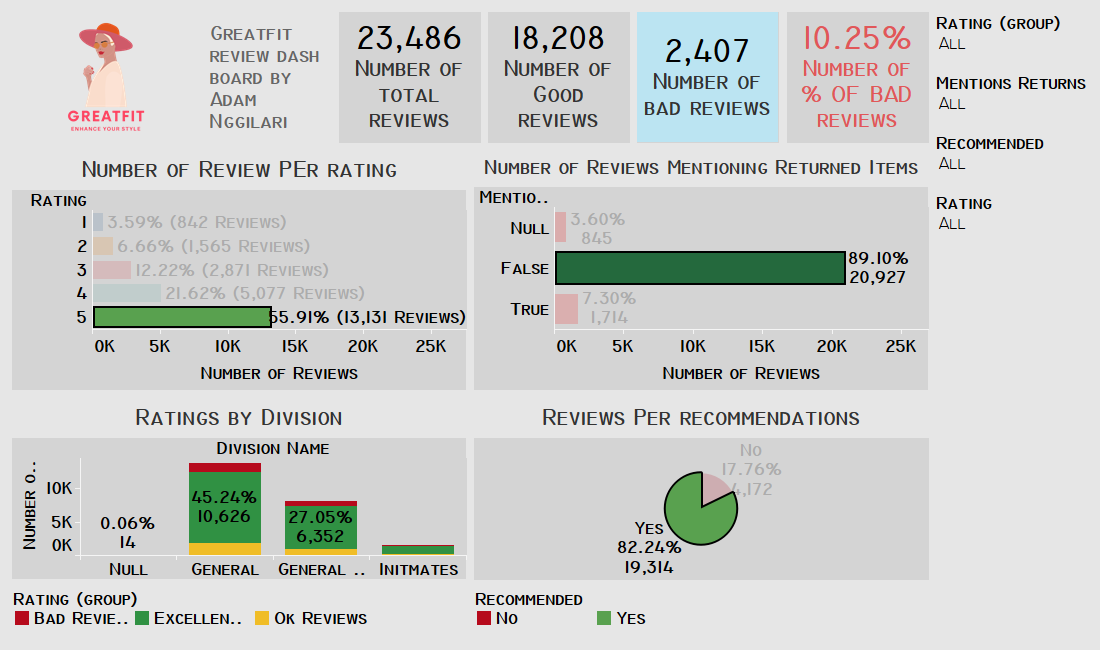 GREATFIT
ENHANCE YOUR STYLE
Greatfit
review dash
board by
Adam
Nggilari
23,486
Number of
total
reviews
18,208
Number of
Good
reviews
2,407
Number of
bad reviews
10.25%
Number of
% of bad
reviews
Rating (group)
All
Mentions Returns
All
Recommended
All
Rating
All
Number of Review PEr rating
Rating
1 3.59% (842 Reviews)
2 6.66% (1,565 Reviews)
3 12.22% (2,871 Reviews)
4 21.62% (5,077 Reviews)
5 55.91% (13,131 Reviews)
0K 5K 10K 15K 20K 25K
Number of Reviews
Number of Reviews Mentioning Returned Items
Mentio..
Null 3.60%
845
False 89.10%
20,927
True 7.30%
1,714
0K 5K 10K 15K 20K 25K
Number of Reviews
Ratings by Division
Division Name
Number o..
10K
5K
0K
0.06%
14
45.24%
10,626
27.05%
6,352
Null General General .. Initmates
Rating (group)
Bad Revie.. Excellen.. Ok Reviews
Reviews Per recommendations
No
17.76%
4,172
Yes
82.24%
19,314
Recommended
No Yes